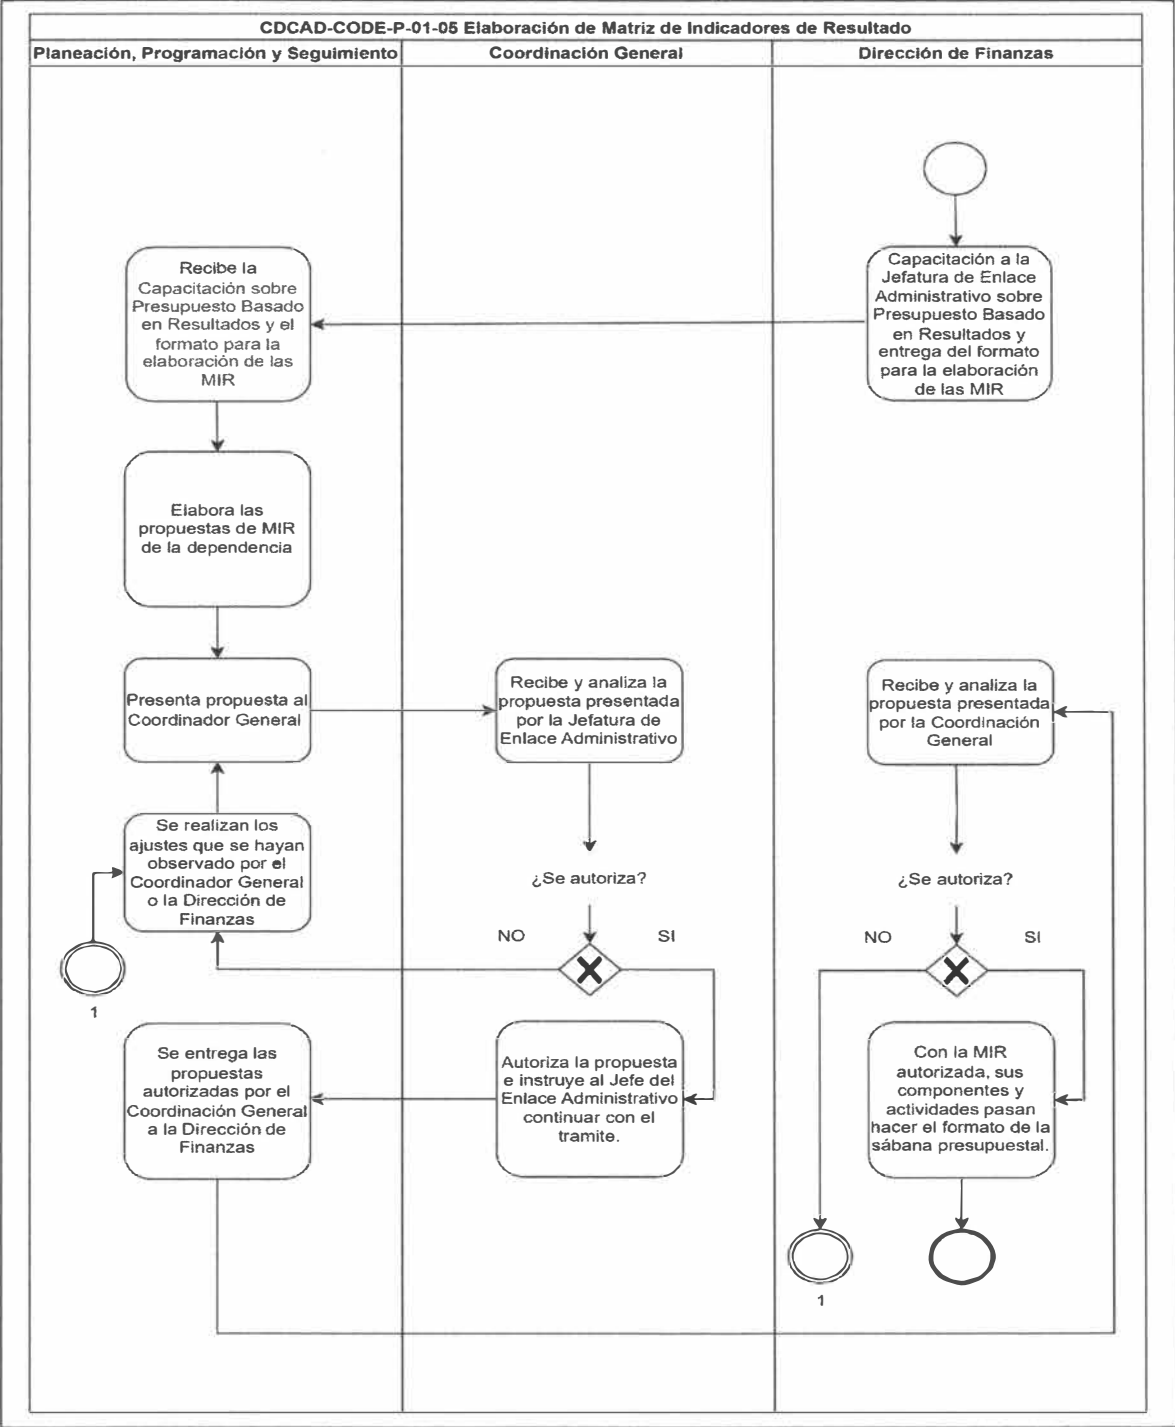 CDCAD-CODE-P-01-05 Elaboración de Matriz de Indicadores de Resultado
Planeación, Programación y Seguimiento
Coordinación General
Dirección de Finanzas
Capacitación a la
Jefatura de Enlace
Administrativo sobre
Presupuesto Basado
en Resultados y
entrega del formato
para la elaboración
de las MIR
Recibe la
Capacitación sobre
Presupuesto Basado
en Resultados y el
formato para la
elaboración de las
MIR
Elabora las
propuestas de MIR
de la dependencia
Presenta propuesta al
Coordinador General
Recibe y analiza la
propuesta presentada
por la Jefatura de
Enlace Administrativo
Recibe y analiza la
propuesta presentada
por la Coordinación
General
Se realizan los
ajustes que se hayan
observado por el
Coordinador General
o la Dirección de
Finanzas
¿Se autoriza?
¿Se autoriza?
NO
SI
NO
SI
1
Se entrega las
propuestas
autorizadas por el
Coordinación General
a la Dirección de
Finanzas
Autoriza la propuesta
e instruye al Jefe del
Enlace Administrativo
continuar con el
tramite.
Con la MIR
autorizada, sus
componentes y
actividades pasan
hacer el formato de la
sábana presupuestal.
1